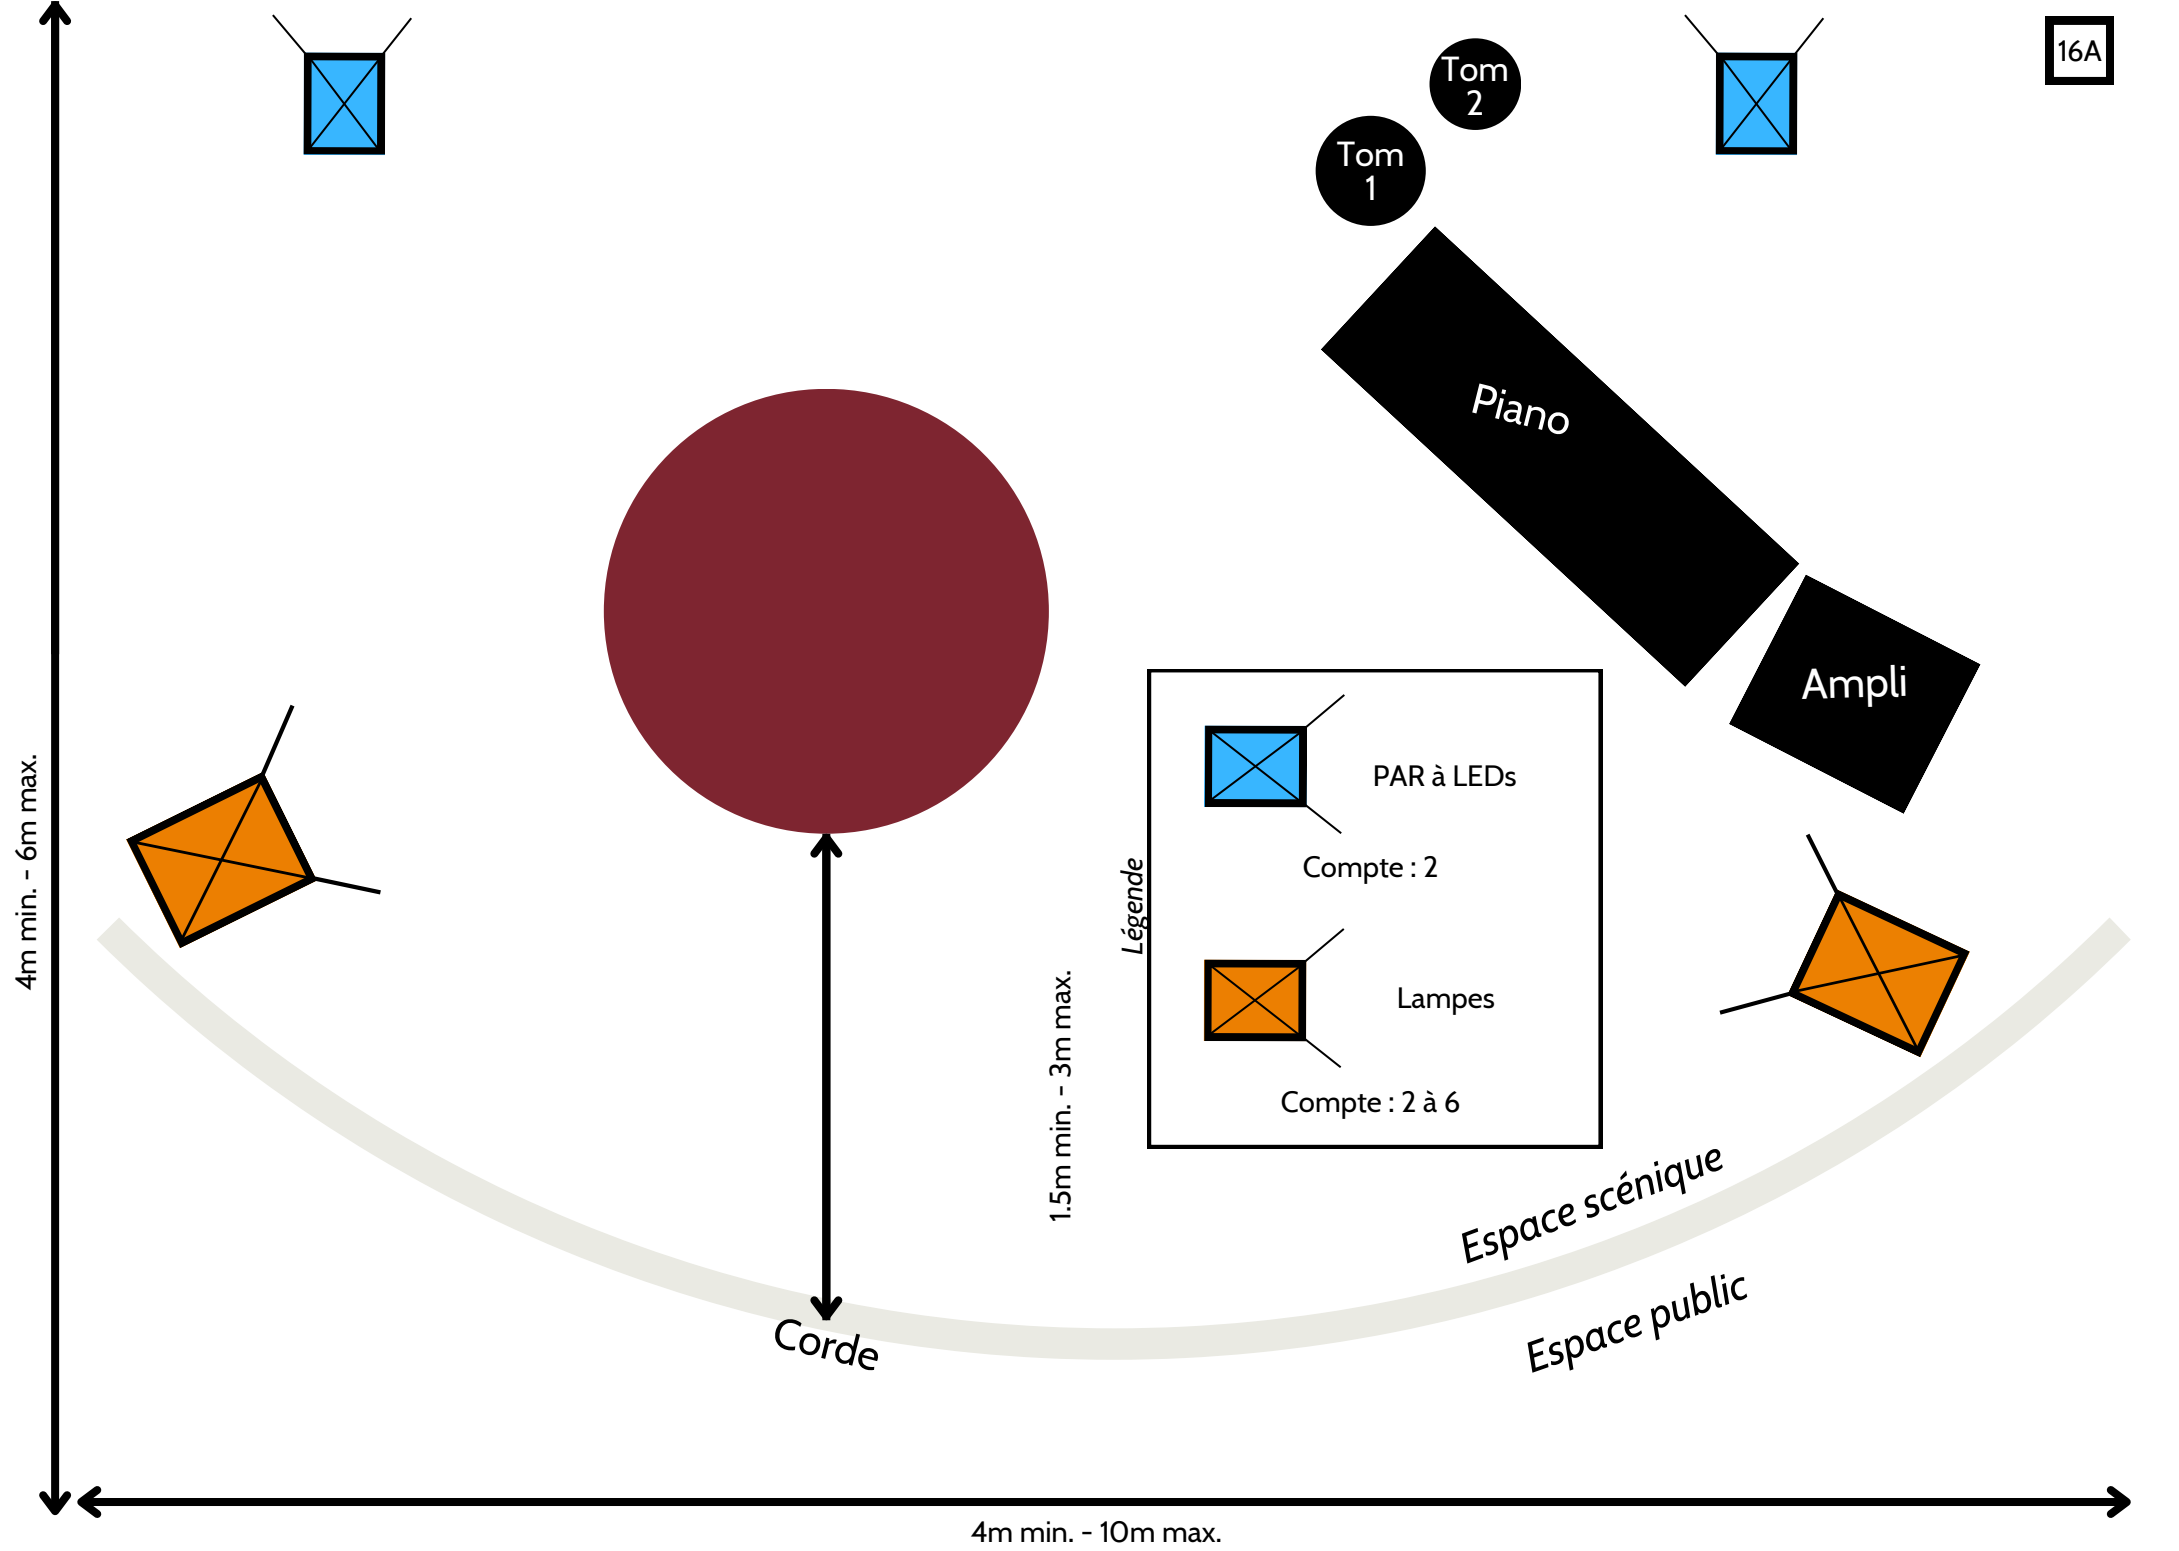 16A
Tom
2
Tom
1
Piano
Ampli
4m min. - 6m max.
Légende
PAR à LEDs
Compte : 2
Lampes
Compte : 2 à 6
1.5m min. - 3m max.
Espace scénique
Espace public
Corde
4m min. - 10m max.